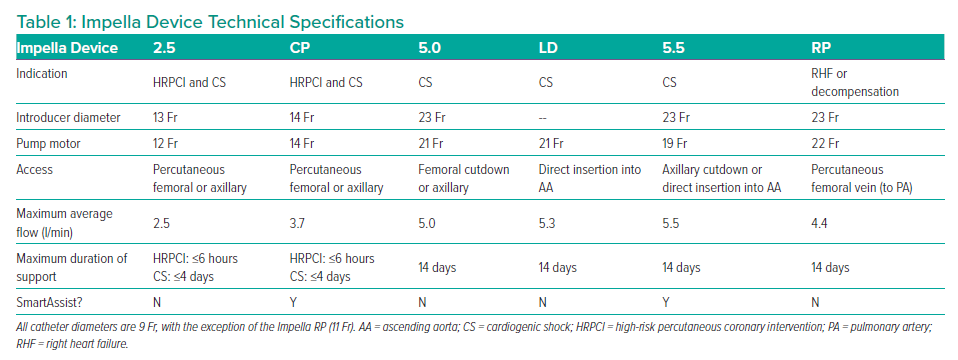 Table 1: Impella Device Technical Specifications
Impella Device 2.5 CP 5.0 LD 5.5 RP
Indication HRPCI and CS HRPCI and CS CS CS CS RHF or
decompensation
Introducer diameter 13 Fr 14 Fr 23 Fr -- 23 Fr 23 Fr
Pump motor 12 Fr 14 Fr 21 Fr 21 Fr 19 Fr 22 Fr
Access Percutaneous Percutaneous Femoral cutdown Direct insertion into Axillary cutdown or Percutaneous
femoral or axillary femoral or axillary or axillary AA direct insertion into AA femoral vein (to PA)
Maximum average
flow (l/min) 2.5 3.7 5.0 5.3 5.5 4.4
Maximum duration of HRPCI: ≤6 hours HRPCI: ≤6 hours
support CS: ≤4 days CS: ≤4 days 14 days 14 days 14 days 14 days
SmartAssist? N Y N N Y N
All catheter diameters are 9 Fr, with the exception of the Impella RP (11 Fr). AA = ascending aorta; CS = cardiogenic shock; HRPCI = high-risk percutaneous coronary intervention; PA = pulmonary artery;
RHF = right heart failure.